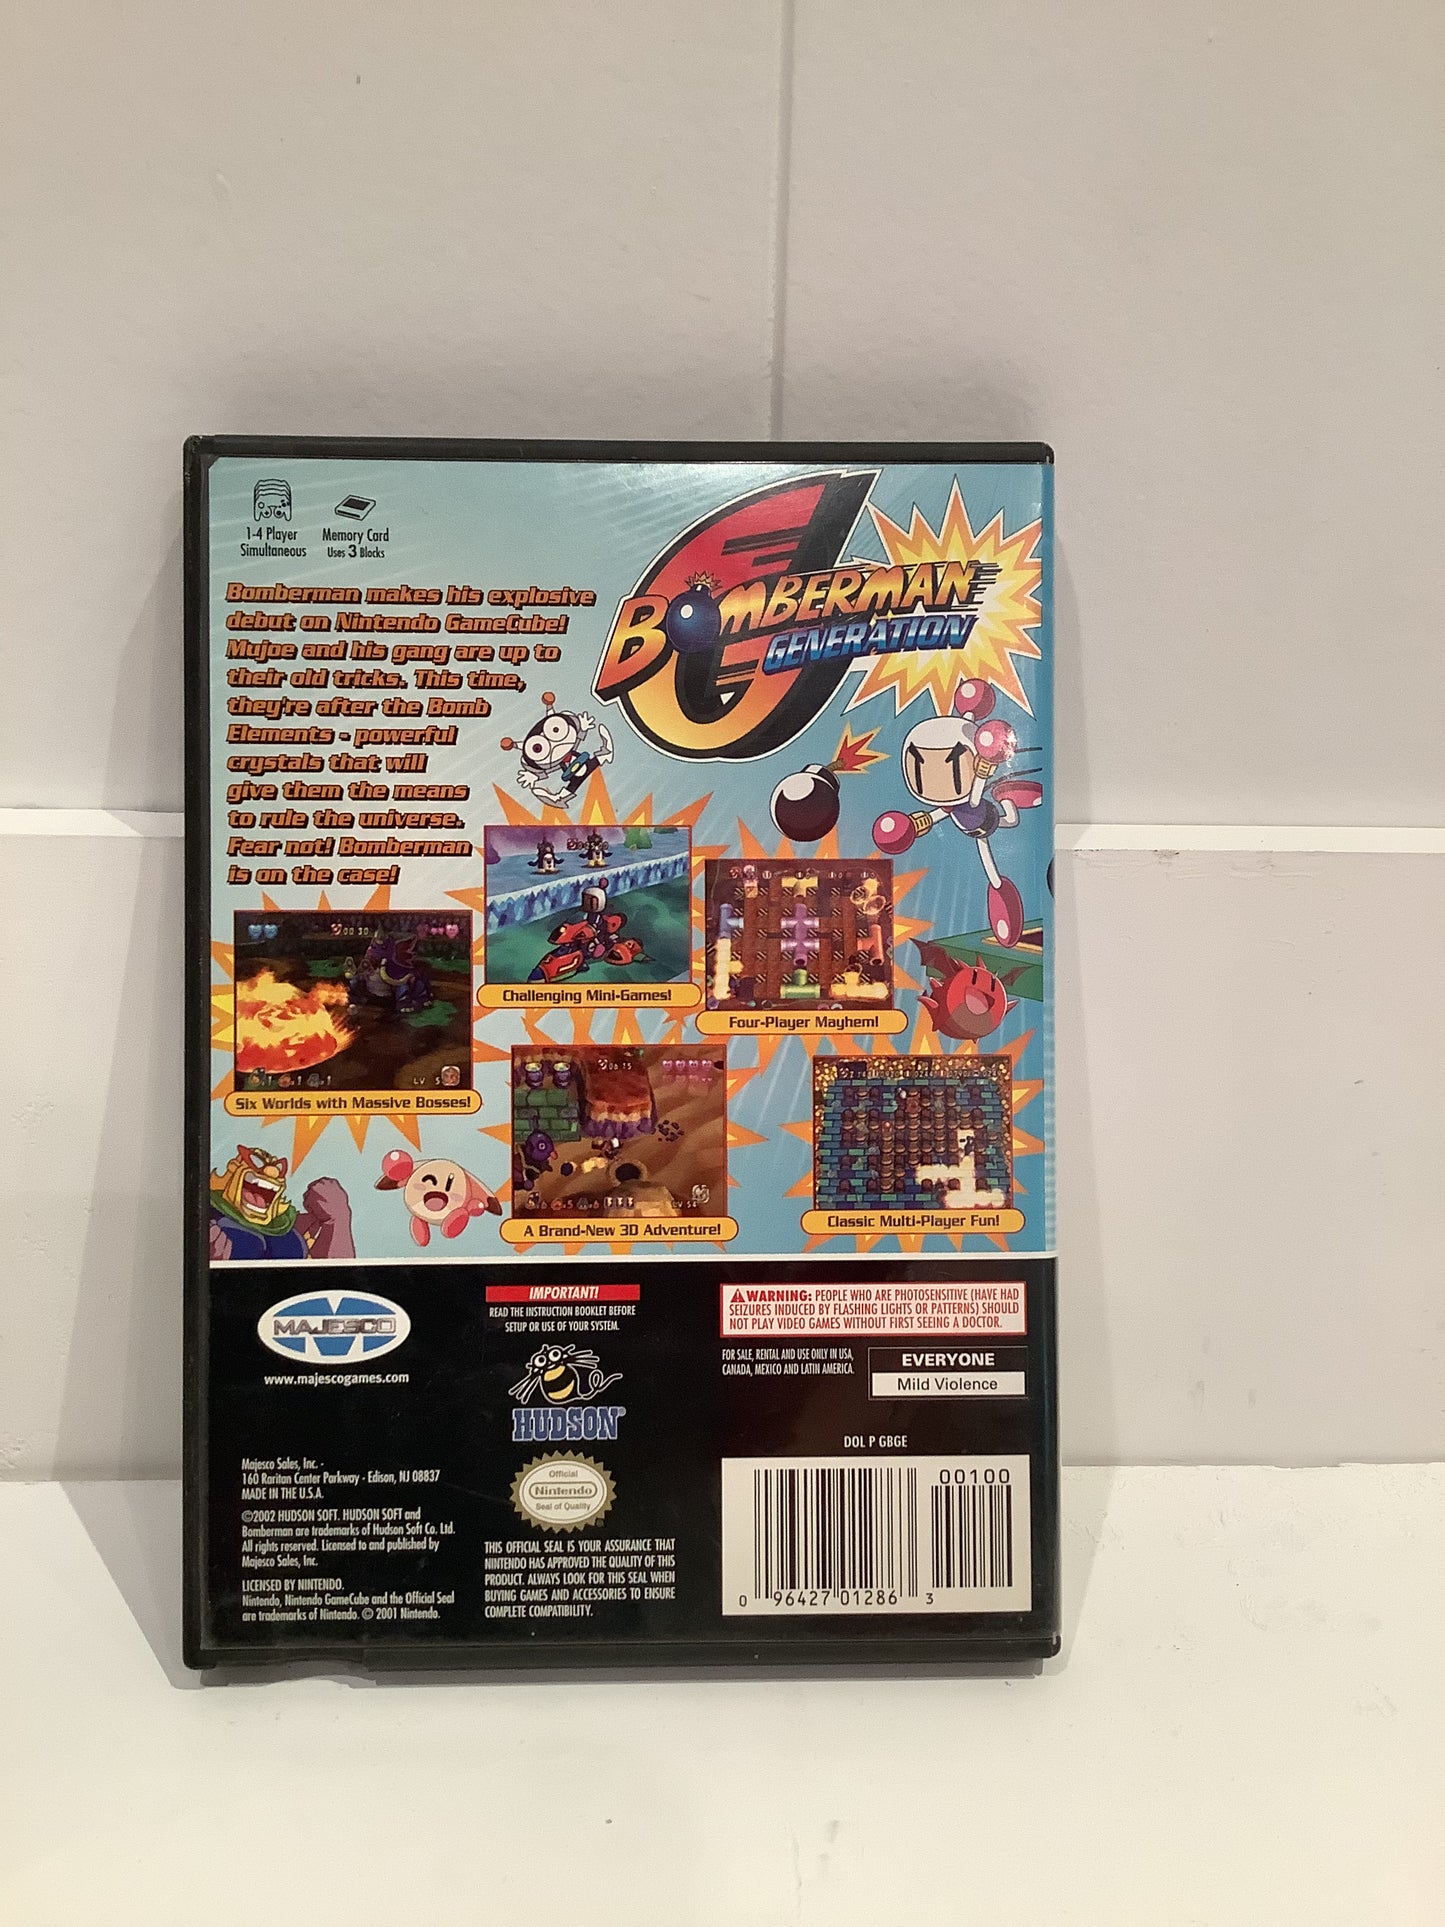 1-4 Player
Simultaneous
Memory Card
Uses 3 Blocks
BOMBERMAN
GENERATION
Bomberman makes his explosive
debut on Nintendo GameCube!
Mujoe and his gang are up to
their old tricks. This time,
they're after the Bomb
Elements - powerful
crystals that will
give them the means
to rule the universe.
Fear not! Bomberman
is on the case!
Challenging Mini-Games!
Four-Player Mayhem!
00 30
LV 5
Six Worlds with Massive Bosses!
06 15
LV 54
A Brand-New 3D Adventure!
Classic Multi-Player Fun!
MAJESCO
www.majescogames.com
IMPORTANT!
READ THE INSTRUCTION BOOKLET BEFORE
SETUP OR USE OF YOUR SYSTEM.
HUDSON®
WARNING: PEOPLE WHO ARE PHOTOSENSITIVE (HAVE HAD
SEIZURES INDUCED BY FLASHING LIGHTS OR PATTERNS) SHOULD
NOT PLAY VIDEO GAMES WITHOUT FIRST SEEING A DOCTOR.
FOR SALE, RENTAL AND USE ONLY IN USA,
CANADA, MEXICO AND LATIN AMERICA.
EVERYONE
Mild Violence
DOL P GBGE
Majesco Sales, Inc. -
160 Raritan Center Parkway - Edison, NJ 08837
MADE IN THE U.S.A.
©2002 HUDSON SOFT. HUDSON SOFT and
Bomberman are trademarks of Hudson Soft Co. Ltd.
All rights reserved. Licensed to and published by
Majesco Sales, Inc.
LICENSED BY NINTENDO.
Nintendo, Nintendo GameCube and the Official Seal
are trademarks of Nintendo. © 2001 Nintendo.
Official
Nintendo
Seal of Quality
THIS OFFICIAL SEAL IS YOUR ASSURANCE THAT
NINTENDO HAS APPROVED THE QUALITY OF THIS
PRODUCT. ALWAYS LOOK FOR THIS SEAL WHEN
BUYING GAMES AND ACCESSORIES TO ENSURE
COMPLETE COMPATIBILITY.
00100
0 96427 01286 3